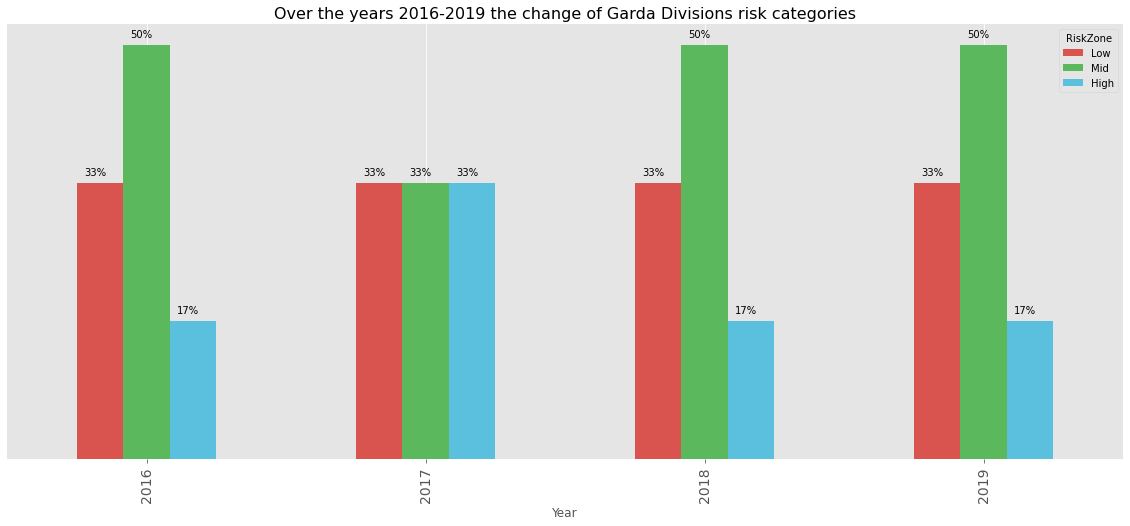 Over the years 2016-2019 the change of Garda Divisions risk categories
RiskZone
Low
Mid
High
50%
50%
50%
33%
33%
33%
33%
33%
33%
17%
17%
17%
2016
2017
2018
2019
Year